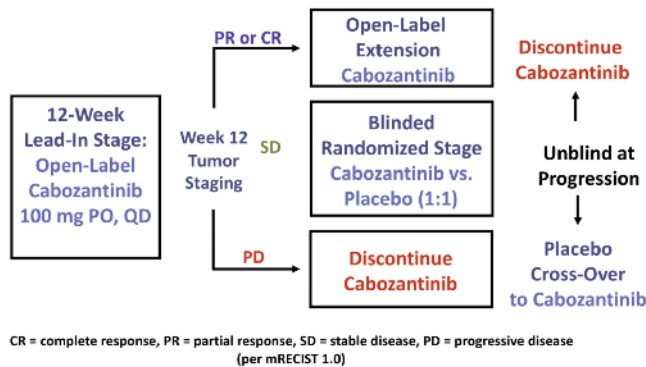 12-Week
Lead-In Stage:
Open-Label
Cabozantinib
100 mg PO, QD
Week 12
Tumor
Staging
PR or CR
SD
PD
Open-Label
Extension
Cabozantinib
Blinded
Randomized Stage
Cabozantinib vs.
Placebo (1:1)
Discontinue
Cabozantinib
Discontinue
Cabozantinib
Unblind at
Progression
Placebo
Cross-Over
to Cabozantinib
CR = complete response, PR = partial response, SD = stable disease, PD = progressive disease
(per mRECIST 1.0)